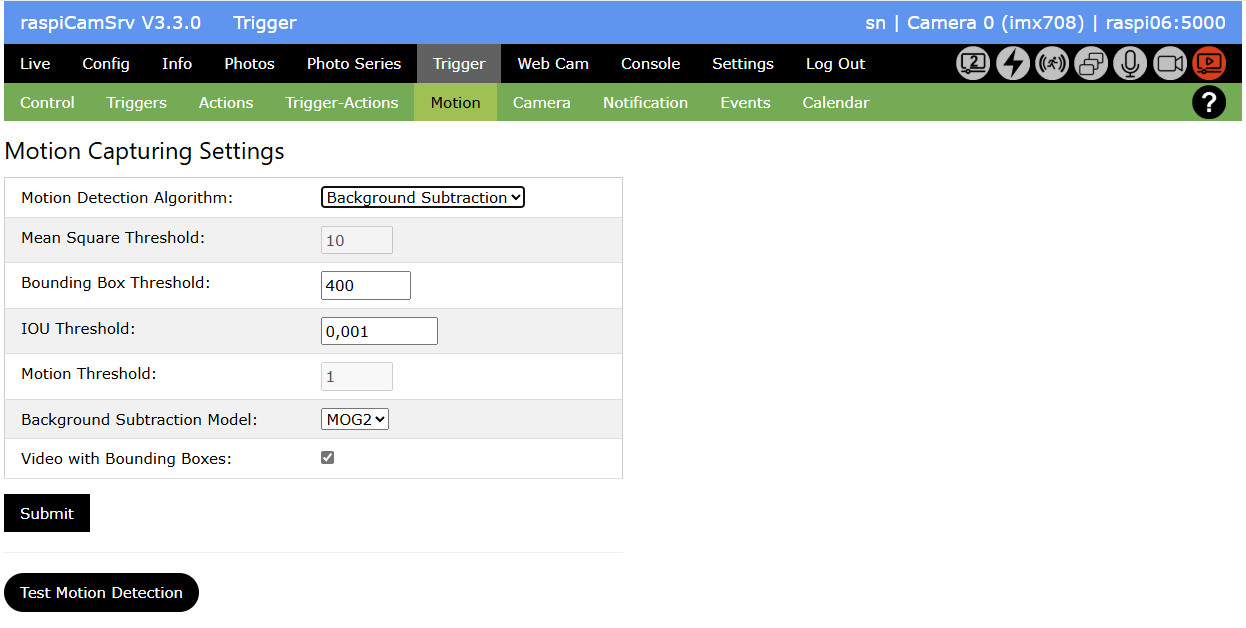 raspiCamSrv V3.3.0 Trigger sn | Camera 0 (imx708) | raspi06:5000
Live Config Info Photos Photo Series Trigger Web Cam Console Settings Log Out 2
Control Triggers Actions Trigger-Actions Motion Camera Notification Events Calendar ?
Motion Capturing Settings
Motion Detection Algorithm: Background Subtraction
Mean Square Threshold: 10
Bounding Box Threshold: 400
IOU Threshold: 0,001
Motion Threshold: 1
Background Subtraction Model: MOG2
Video with Bounding Boxes:
Submit
Test Motion Detection